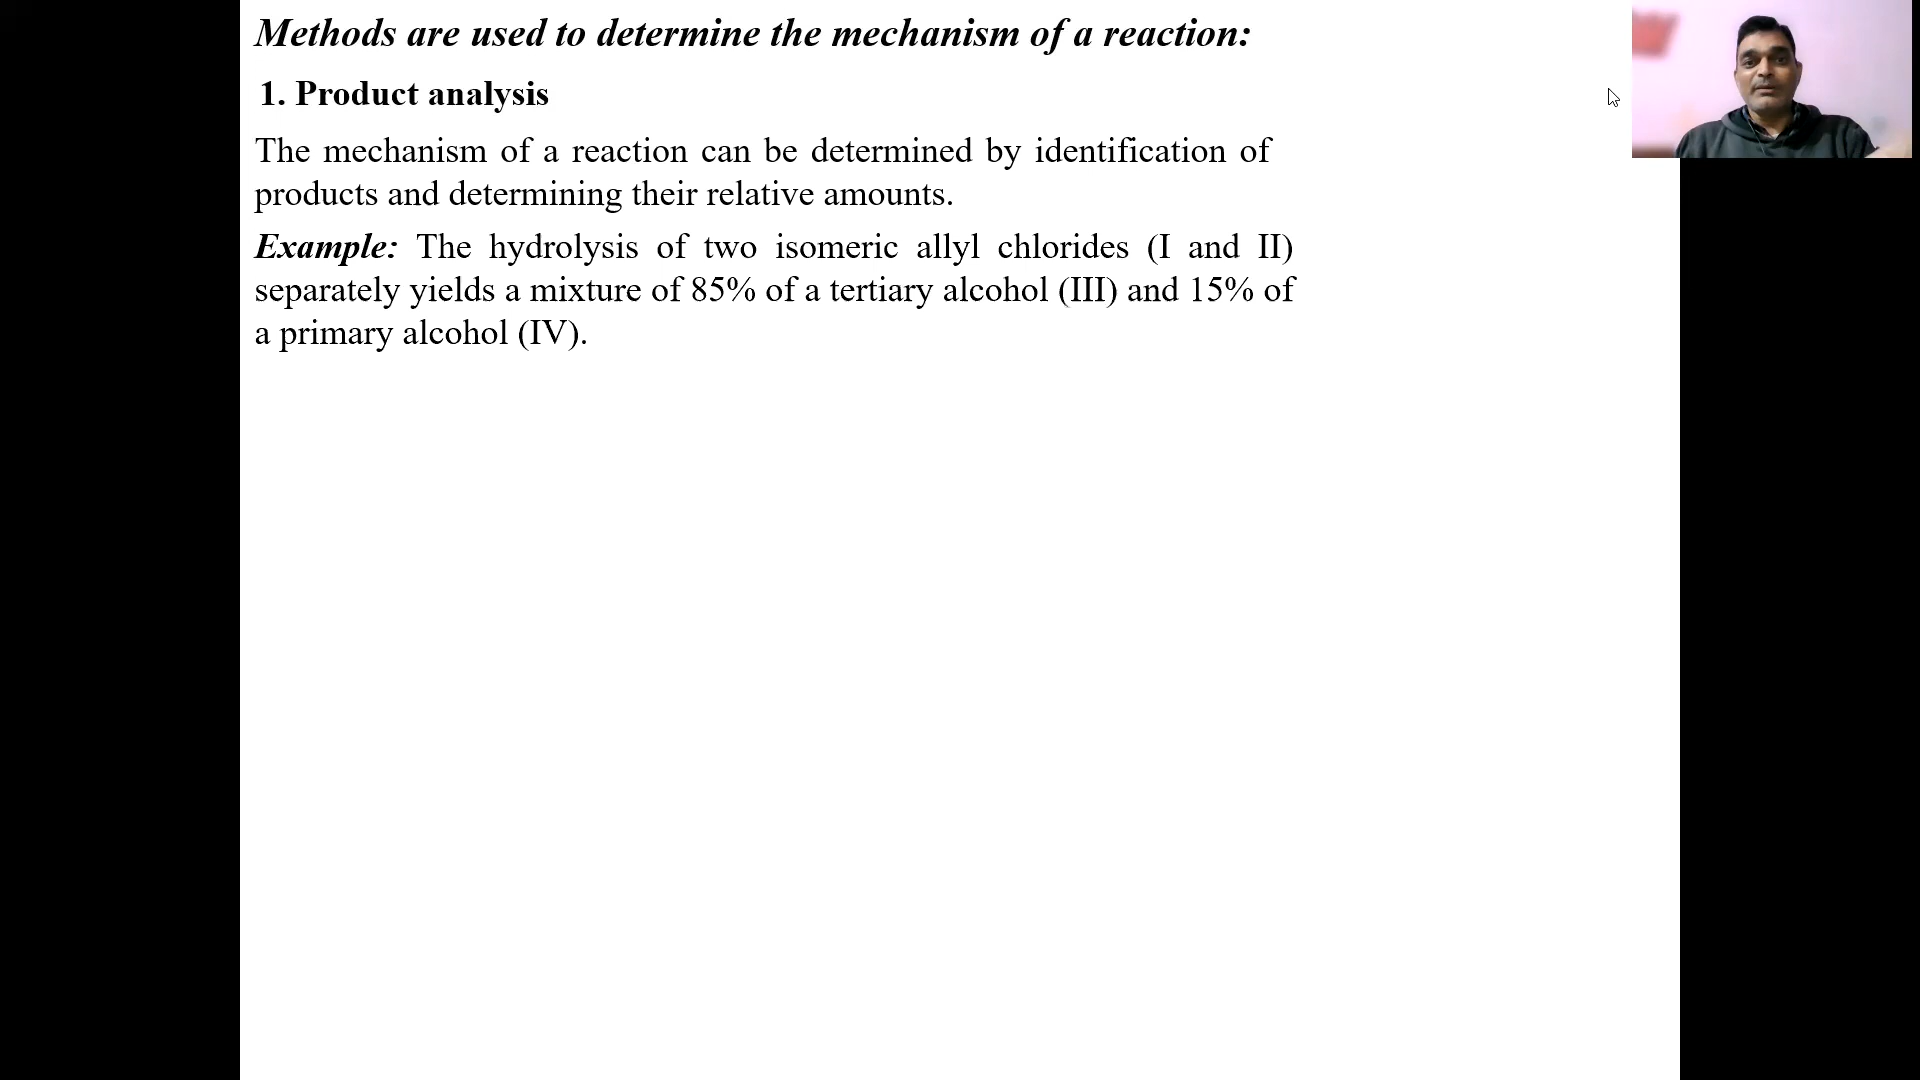 Methods are used to determine the mechanism of a reaction:
1. Product analysis
The mechanism of a reaction can be determined by identification of
products and determining their relative amounts.
Example: The hydrolysis of two isomeric allyl chlorides (I and II)
separately yields a mixture of 85% of a tertiary alcohol (III) and 15% of
a primary alcohol (IV).